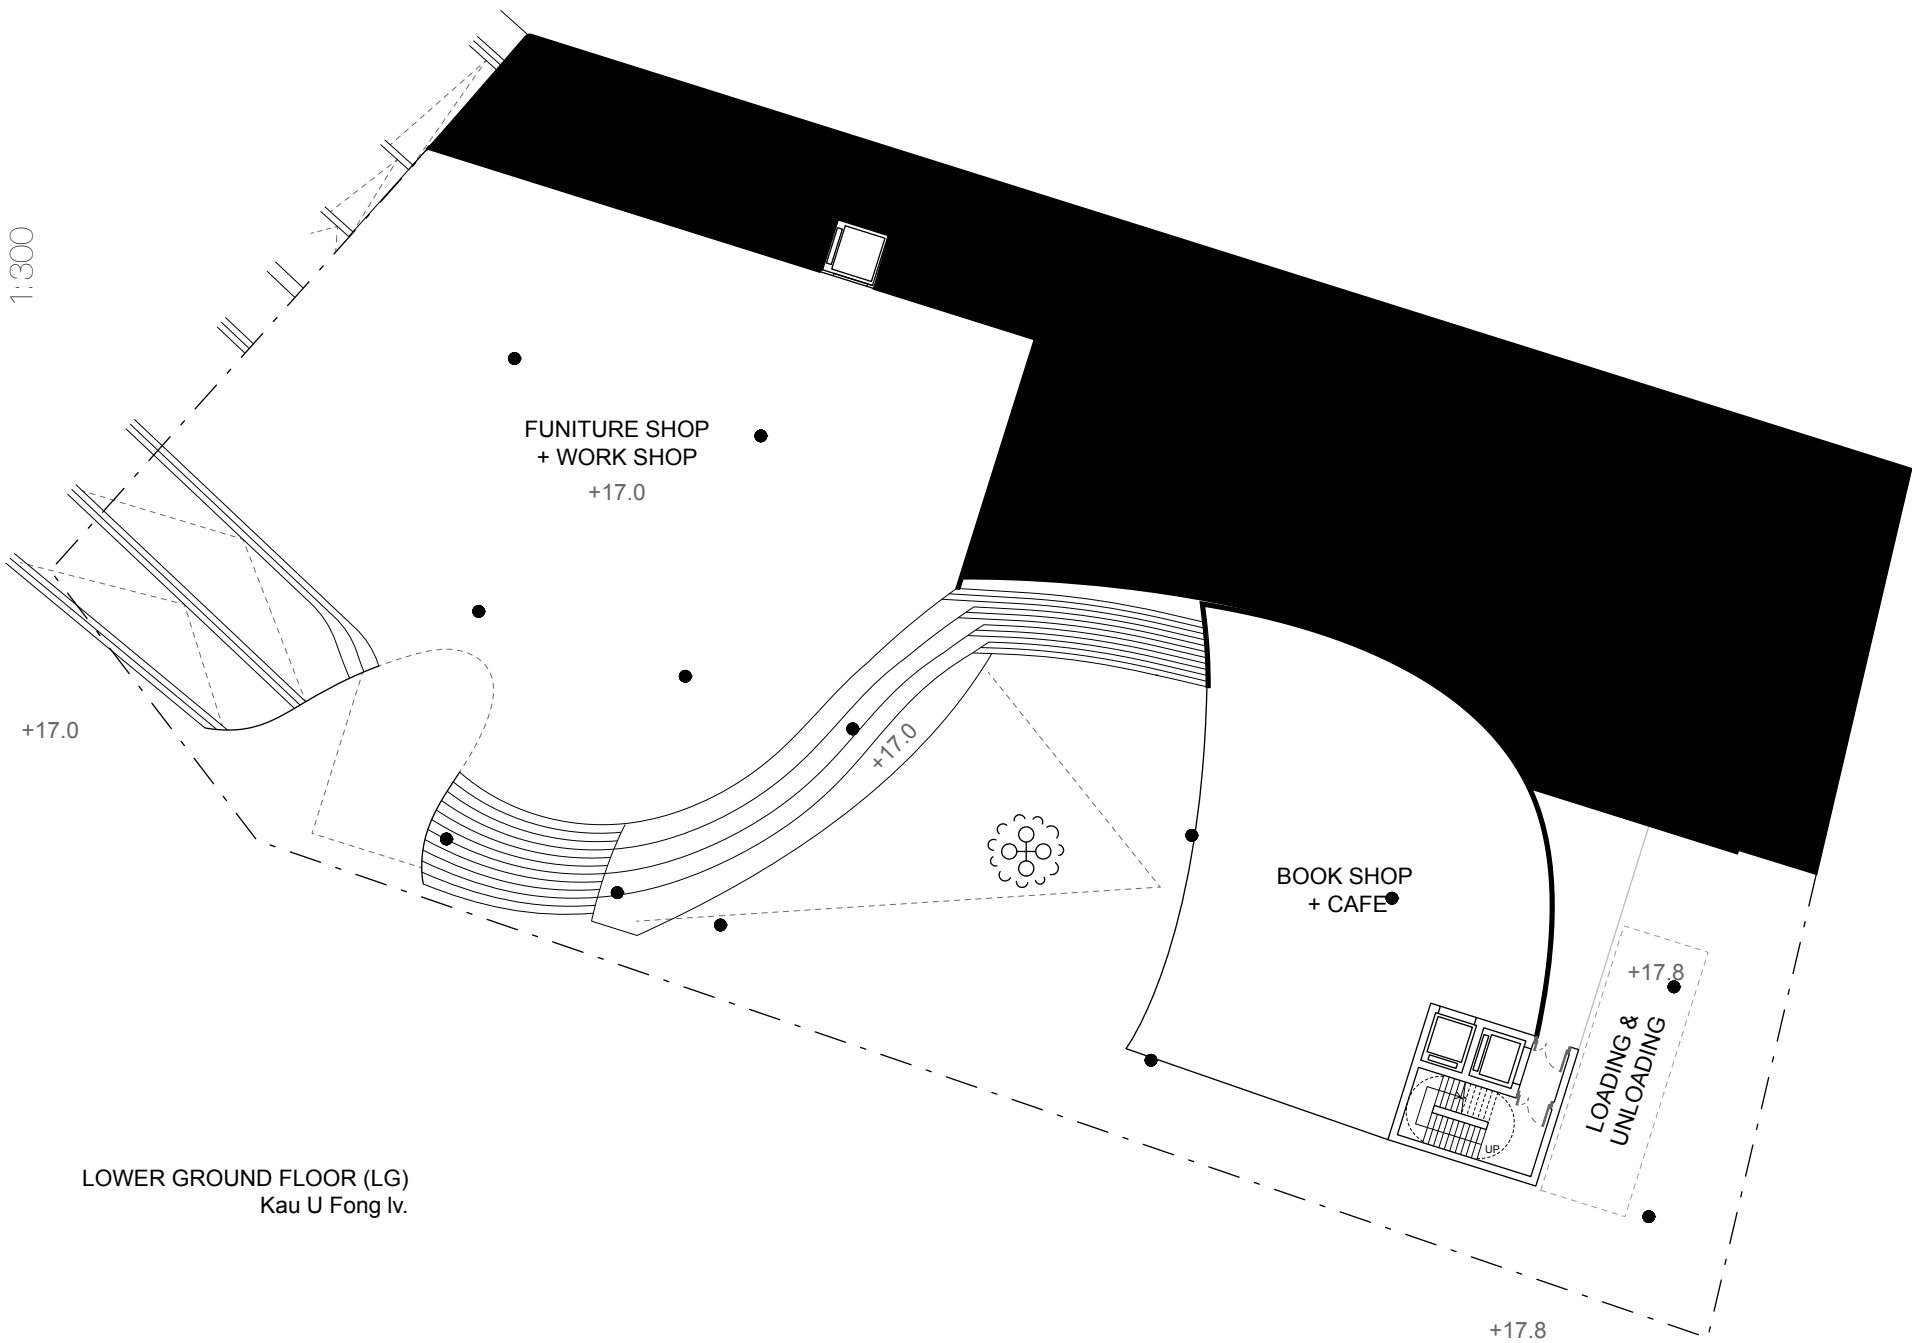 1:300
FUNITURE SHOP
+ WORK SHOP
+17.0
+17.0
+17.0
BOOK SHOP
+ CAFE
+17.8
LOADING &
UNLOADING
UP
LOWER GROUND FLOOR (LG)
Kau U Fong lv.
+17.8